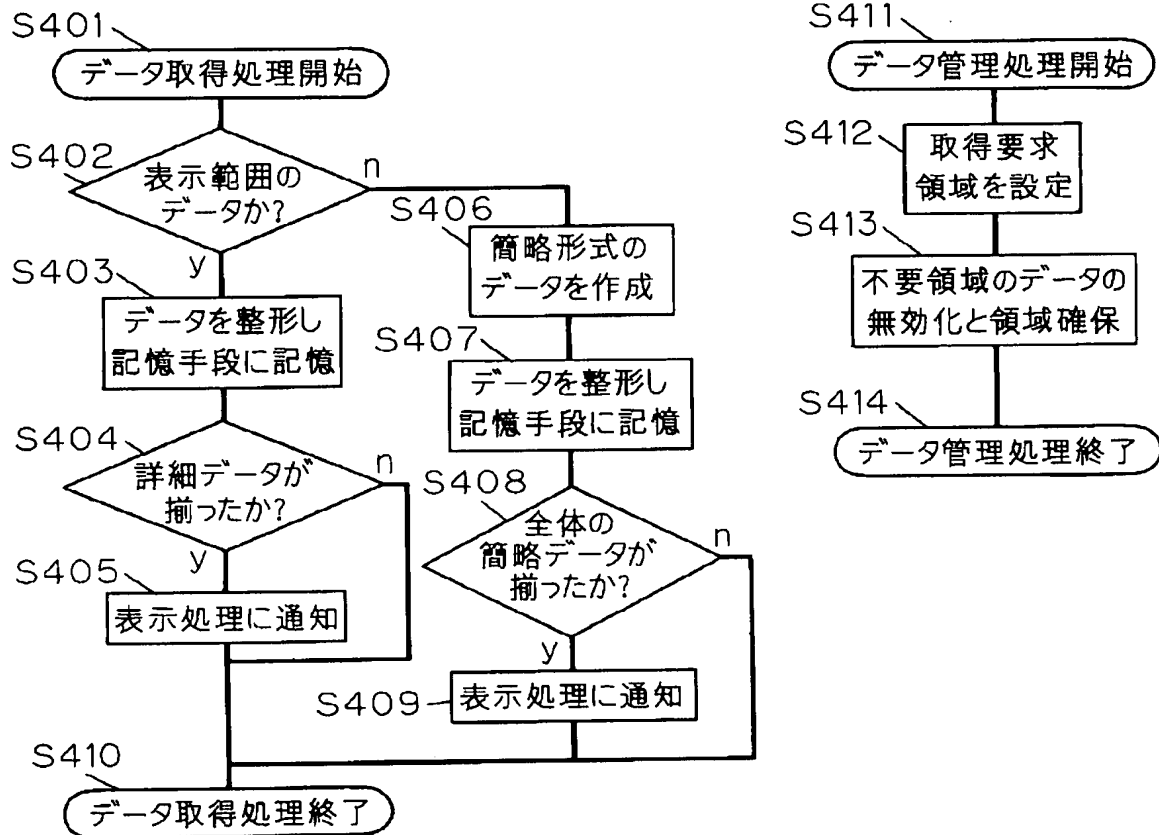 S401
データ取得処理開始
S402
表示範囲の
データか?
n
y
S403
データを整形し
記憶手段に記憶
S404
詳細データが
揃ったか?
n
y
S405
表示処理に通知
S406
簡略形式の
データを作成
S407
データを整形し
記憶手段に記憶
S408
全体の
簡略データが
揃ったか?
n
y
S409
表示処理に通知
S410
データ取得処理終了
S411
データ管理処理開始
S412
取得要求
領域を設定
S413
不要領域のデータの
無効化と領域確保
S414
データ管理処理終了